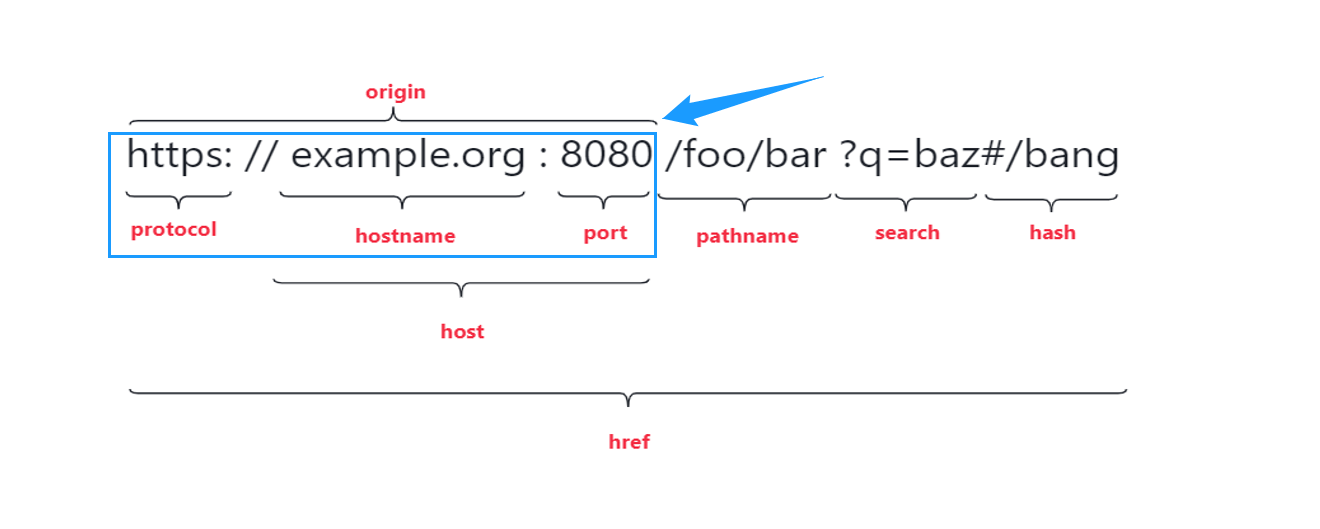 origin
https: // example.org : 8080 /foo/bar ?q=baz#/bang
protocol hostname port pathname search hash
host
href